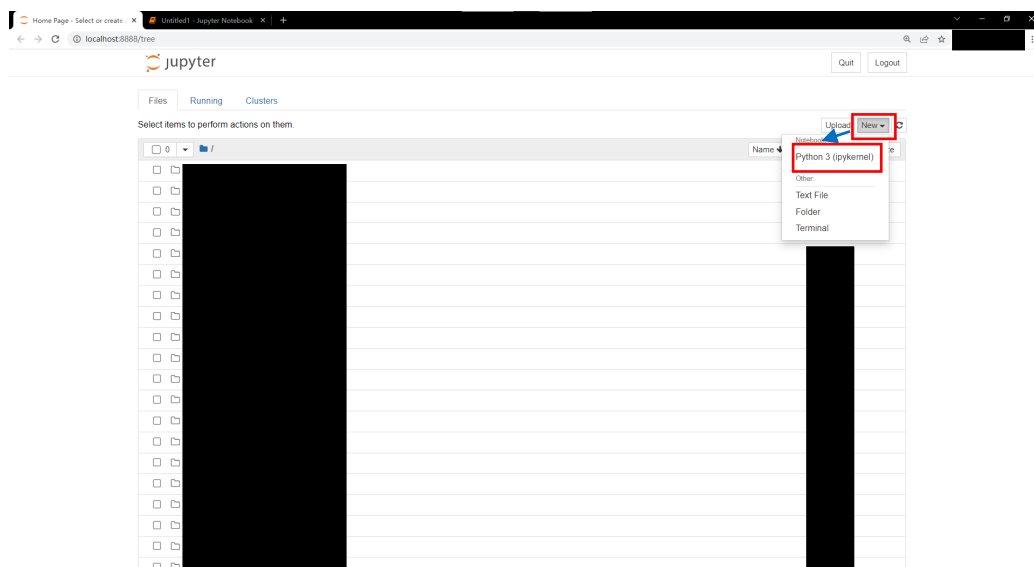 Home Page - Select or create
Untitled1 - Jupyter Notebook
localhost:8888/tree
jupyter
Quit Logout
Files Running Clusters
Select items to perform actions on them.
Upload New
0 / Name
Python 3 (ipykernel)
Other:
Text File
Folder
Terminal